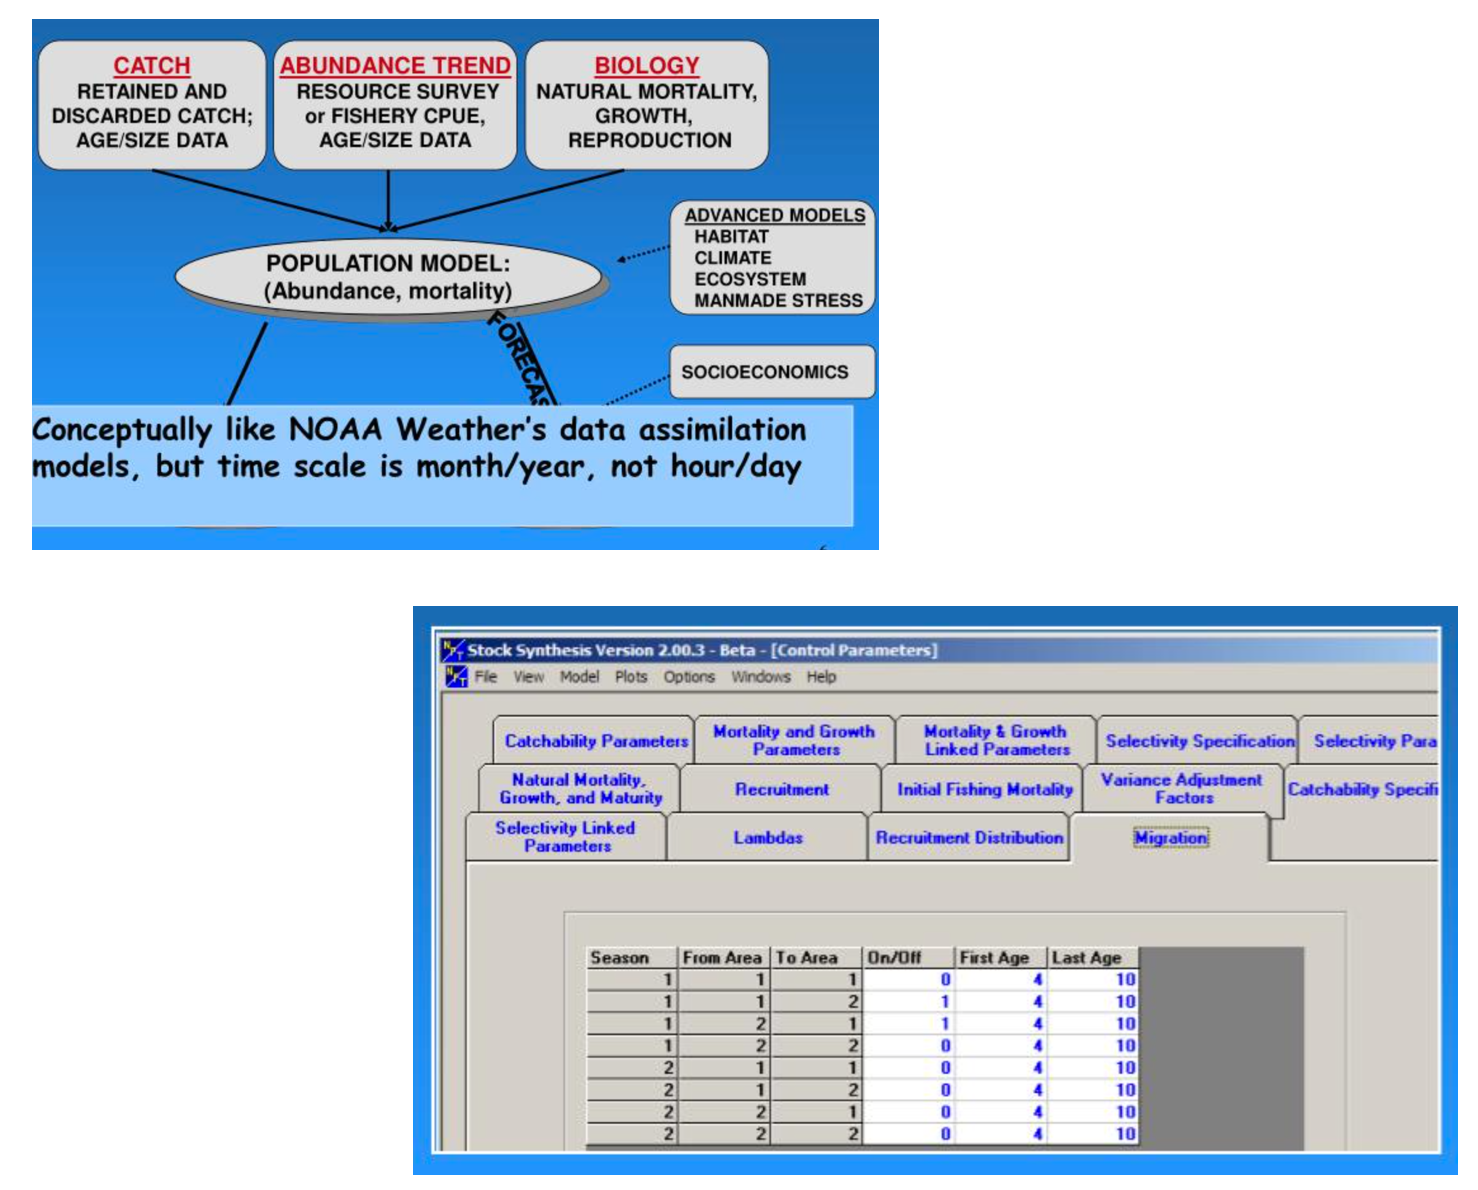 CATCH
RETAINED AND
DISCARDED CATCH;
AGE/SIZE DATA
ABUNDANCE TREND
RESOURCE SURVEY
or FISHERY CPUE,
AGE/SIZE DATA
BIOLOGY
NATURAL MORTALITY,
GROWTH,
REPRODUCTION
ADVANCED MODELS
HABITAT
CLIMATE
ECOSYSTEM
MANMADE STRESS
POPULATION MODEL:
(Abundance, mortality)
FORECAS
SOCIOECONOMICS
Conceptually like NOAA Weather's data assimilation
models, but time scale is month/year, not hour/day
Stock Synthesis Version 2.00.3 - Beta - [Control Parameters]
File View Model Plots Options Windows Help
Catchability Parameters
Mortality and Growth
Parameters
Mortality & Growth
Linked Parameters
Selectivity Specification
Selectivity Para
Natural Mortality,
Growth, and Maturity
Recruitment
Initial Fishing Mortality
Variance Adjustment
Factors
Catchability Specifi
Selectivity Linked
Parameters
Lambdas
Recruitment Distribution
Migration
Season From Area To Area On/Off First Age Last Age
1 1 1 0 4 10
1 1 2 1 4 10
1 2 1 1 4 10
1 2 2 0 4 10
2 1 1 0 4 10
2 1 2 0 4 10
2 2 1 0 4 10
2 2 2 0 4 10